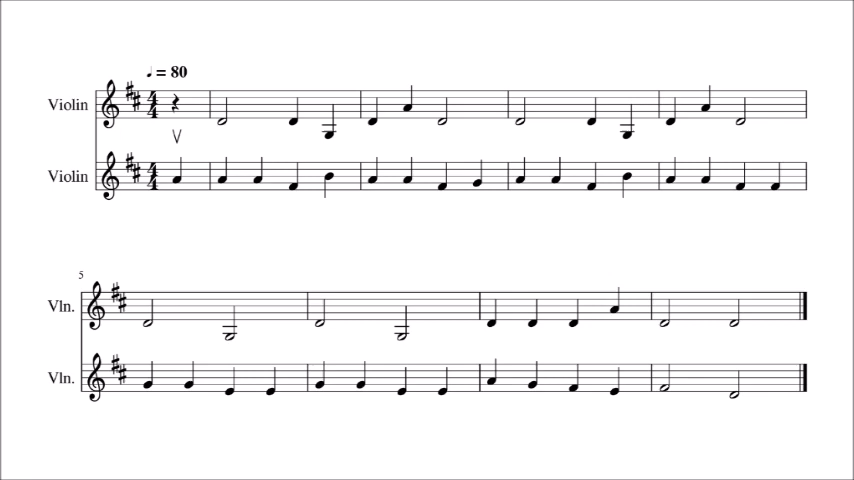 ♩ = 80
Violin
Violin
5
Vln.
Vln.